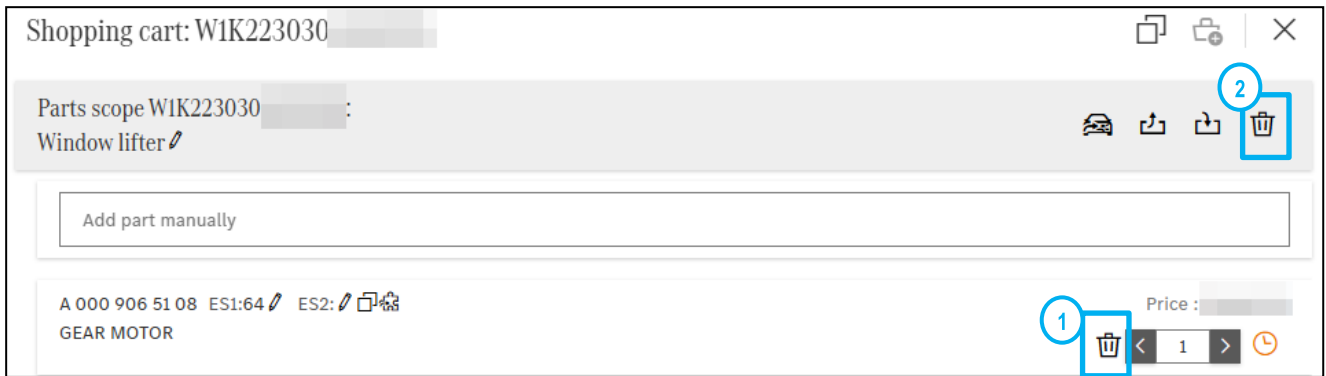 Shopping cart: W1K223030
Parts scope W1K223030 :
Window lifter
2
Add part manually
A 000 906 51 08 ES1:64 ES2:
Price :
GEAR MOTOR
1
1